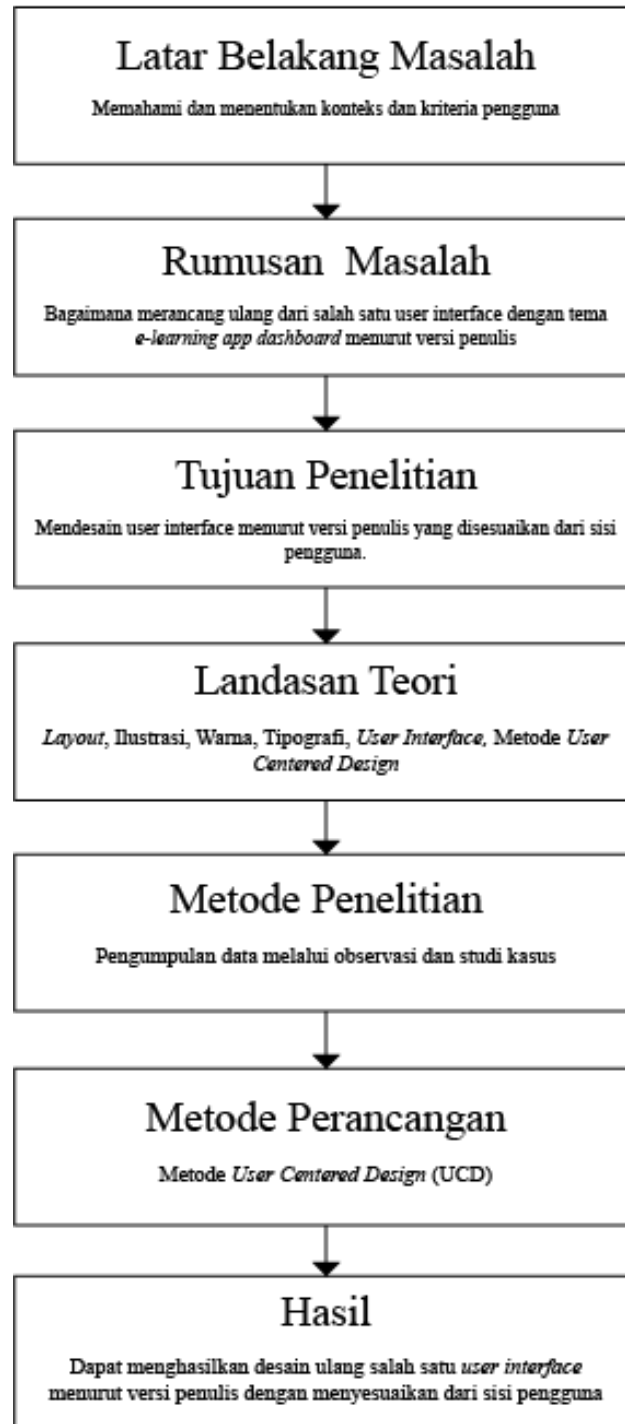 Latar Belakang Masalah
Memahami dan menentukan konteks dan kriteria pengguna
Rumusan Masalah
Bagaimana merancang ulang dari salah satu user interface dengan tema
e-learning app dashboard menurut versi penulis
Tujuan Penelitian
Mendesain user interface menurut versi penulis yang disesuaikan dari sisi
pengguna.
Landasan Teori
Layout, Ilustrasi, Warna, Tipografi, User Interface, Metode User
Centered Design
Metode Penelitian
Pengumpulan data melalui observasi dan studi kasus
Metode Perancangan
Metode User Centered Design (UCD)
Hasil
Dapat menghasilkan desain ulang salah satu user interface
menurut versi penulis dengan menyesuaikan dari sisi pengguna